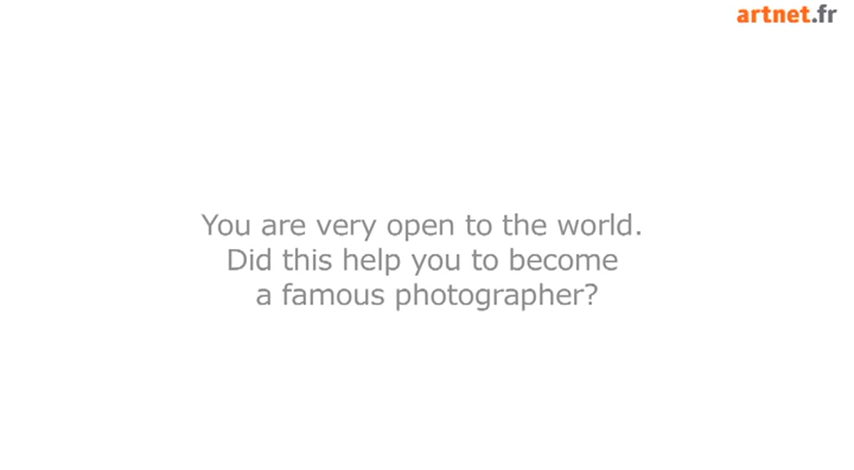 artnet.fr
You are very open to the world.
Did this help you to become
a famous photographer?